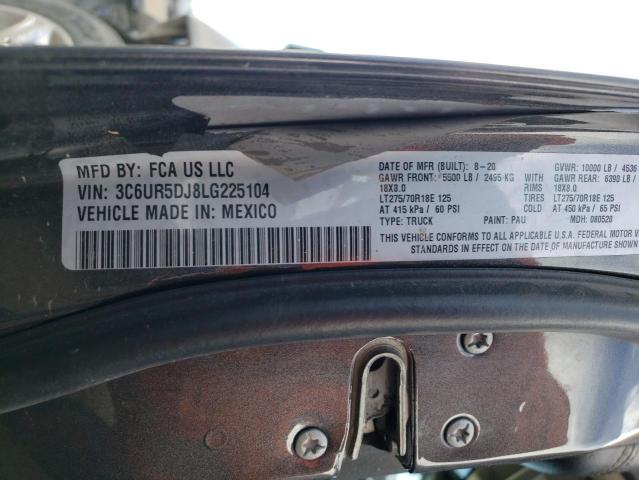 MFD BY: FCA US LLC
VIN: 3C6UR5DJ8LG225104
VEHICLE MADE IN: MEXICO
DATE OF MFR (BUILT): 8-20 GVWR: 10000 LB / 4536
GAWR FRONT: 5500 LB / 2495 KG WITH GAWR REAR: 6390 LB /
18X8.0 RIMS 18X8.0
LT275/70R18E 125 TIRES LT275/70R18E 125
AT 415 kPa / 60 PSI COLD AT 450 kPa / 65 PSI
TYPE: TRUCK PAINT: PAU MDH: 080520
THIS VEHICLE CONFORMS TO ALL APPLICABLE U.S.A. FEDERAL MOTOR
STANDARDS IN EFFECT ON THE DATE OF MANUFACTURE SHOWN